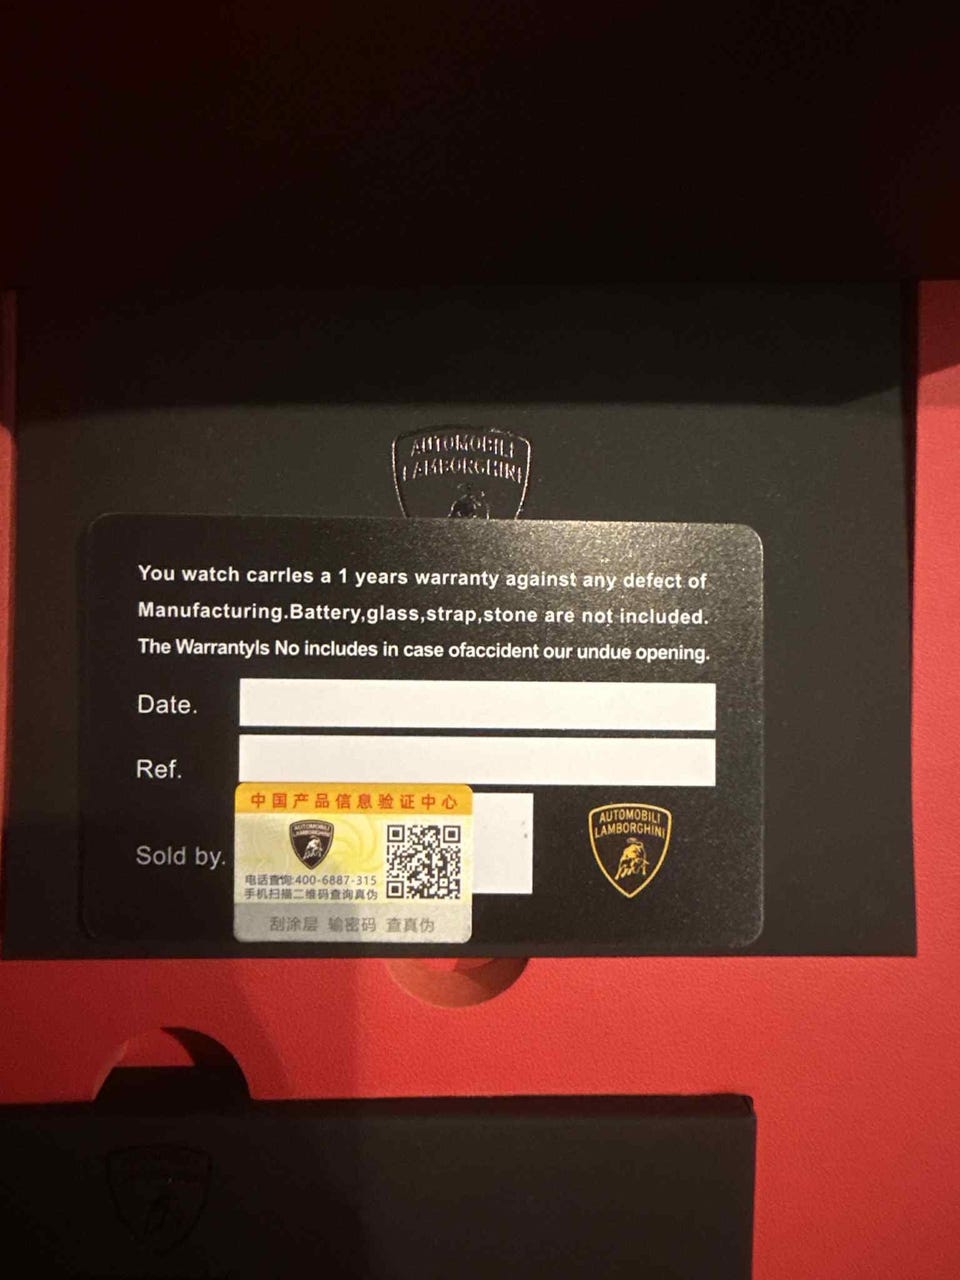 AUTOMOBILI
LAMBORGHINI
You watch carrles a 1 years warranty against any defect of
Manufacturing.Battery,glass,strap,stone are not included.
The WarrantyIs No includes in case ofaccident our undue opening.
Date.
Ref.
Sold by.
中国产品信息验证中心
AUTOMOBILI
LAMBORGHINI
电话查询:400-6887-315
手机扫描二维码查询真伪
刮涂层 输密码 查真伪
AUTOMOBILI
LAMBORGHINI